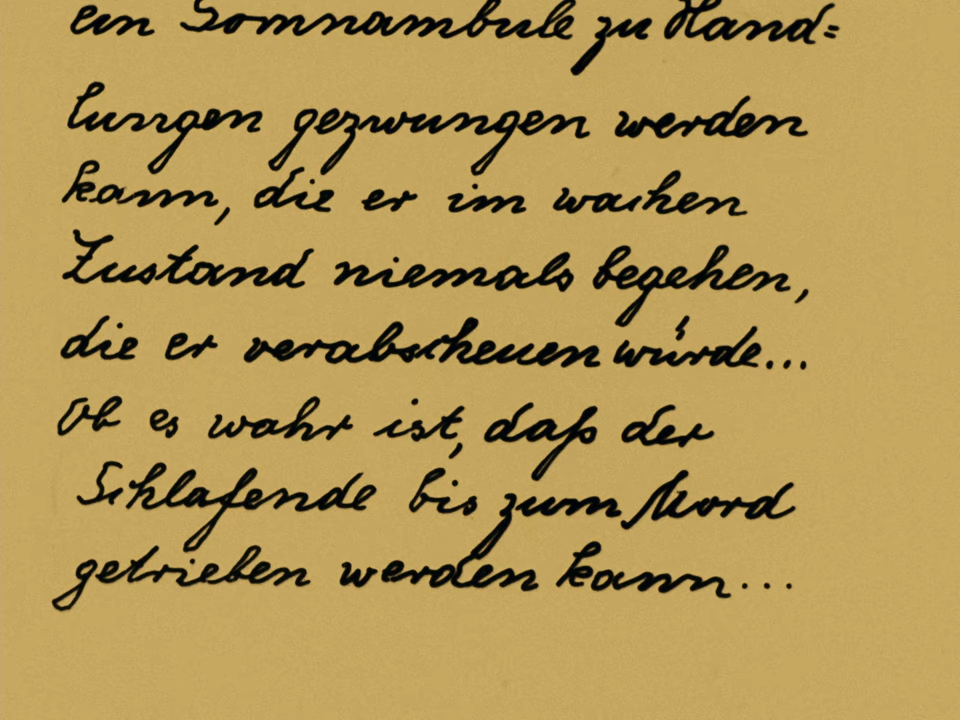 ein Somnambule zu Hand=
lungen gezwungen werden
kann, die er im wachen
Zustand niemals begehen,
die er verabscheuen würde...
Ob es wahr ist, daß der
Schlafende bis zum Mord
getrieben werden kann...